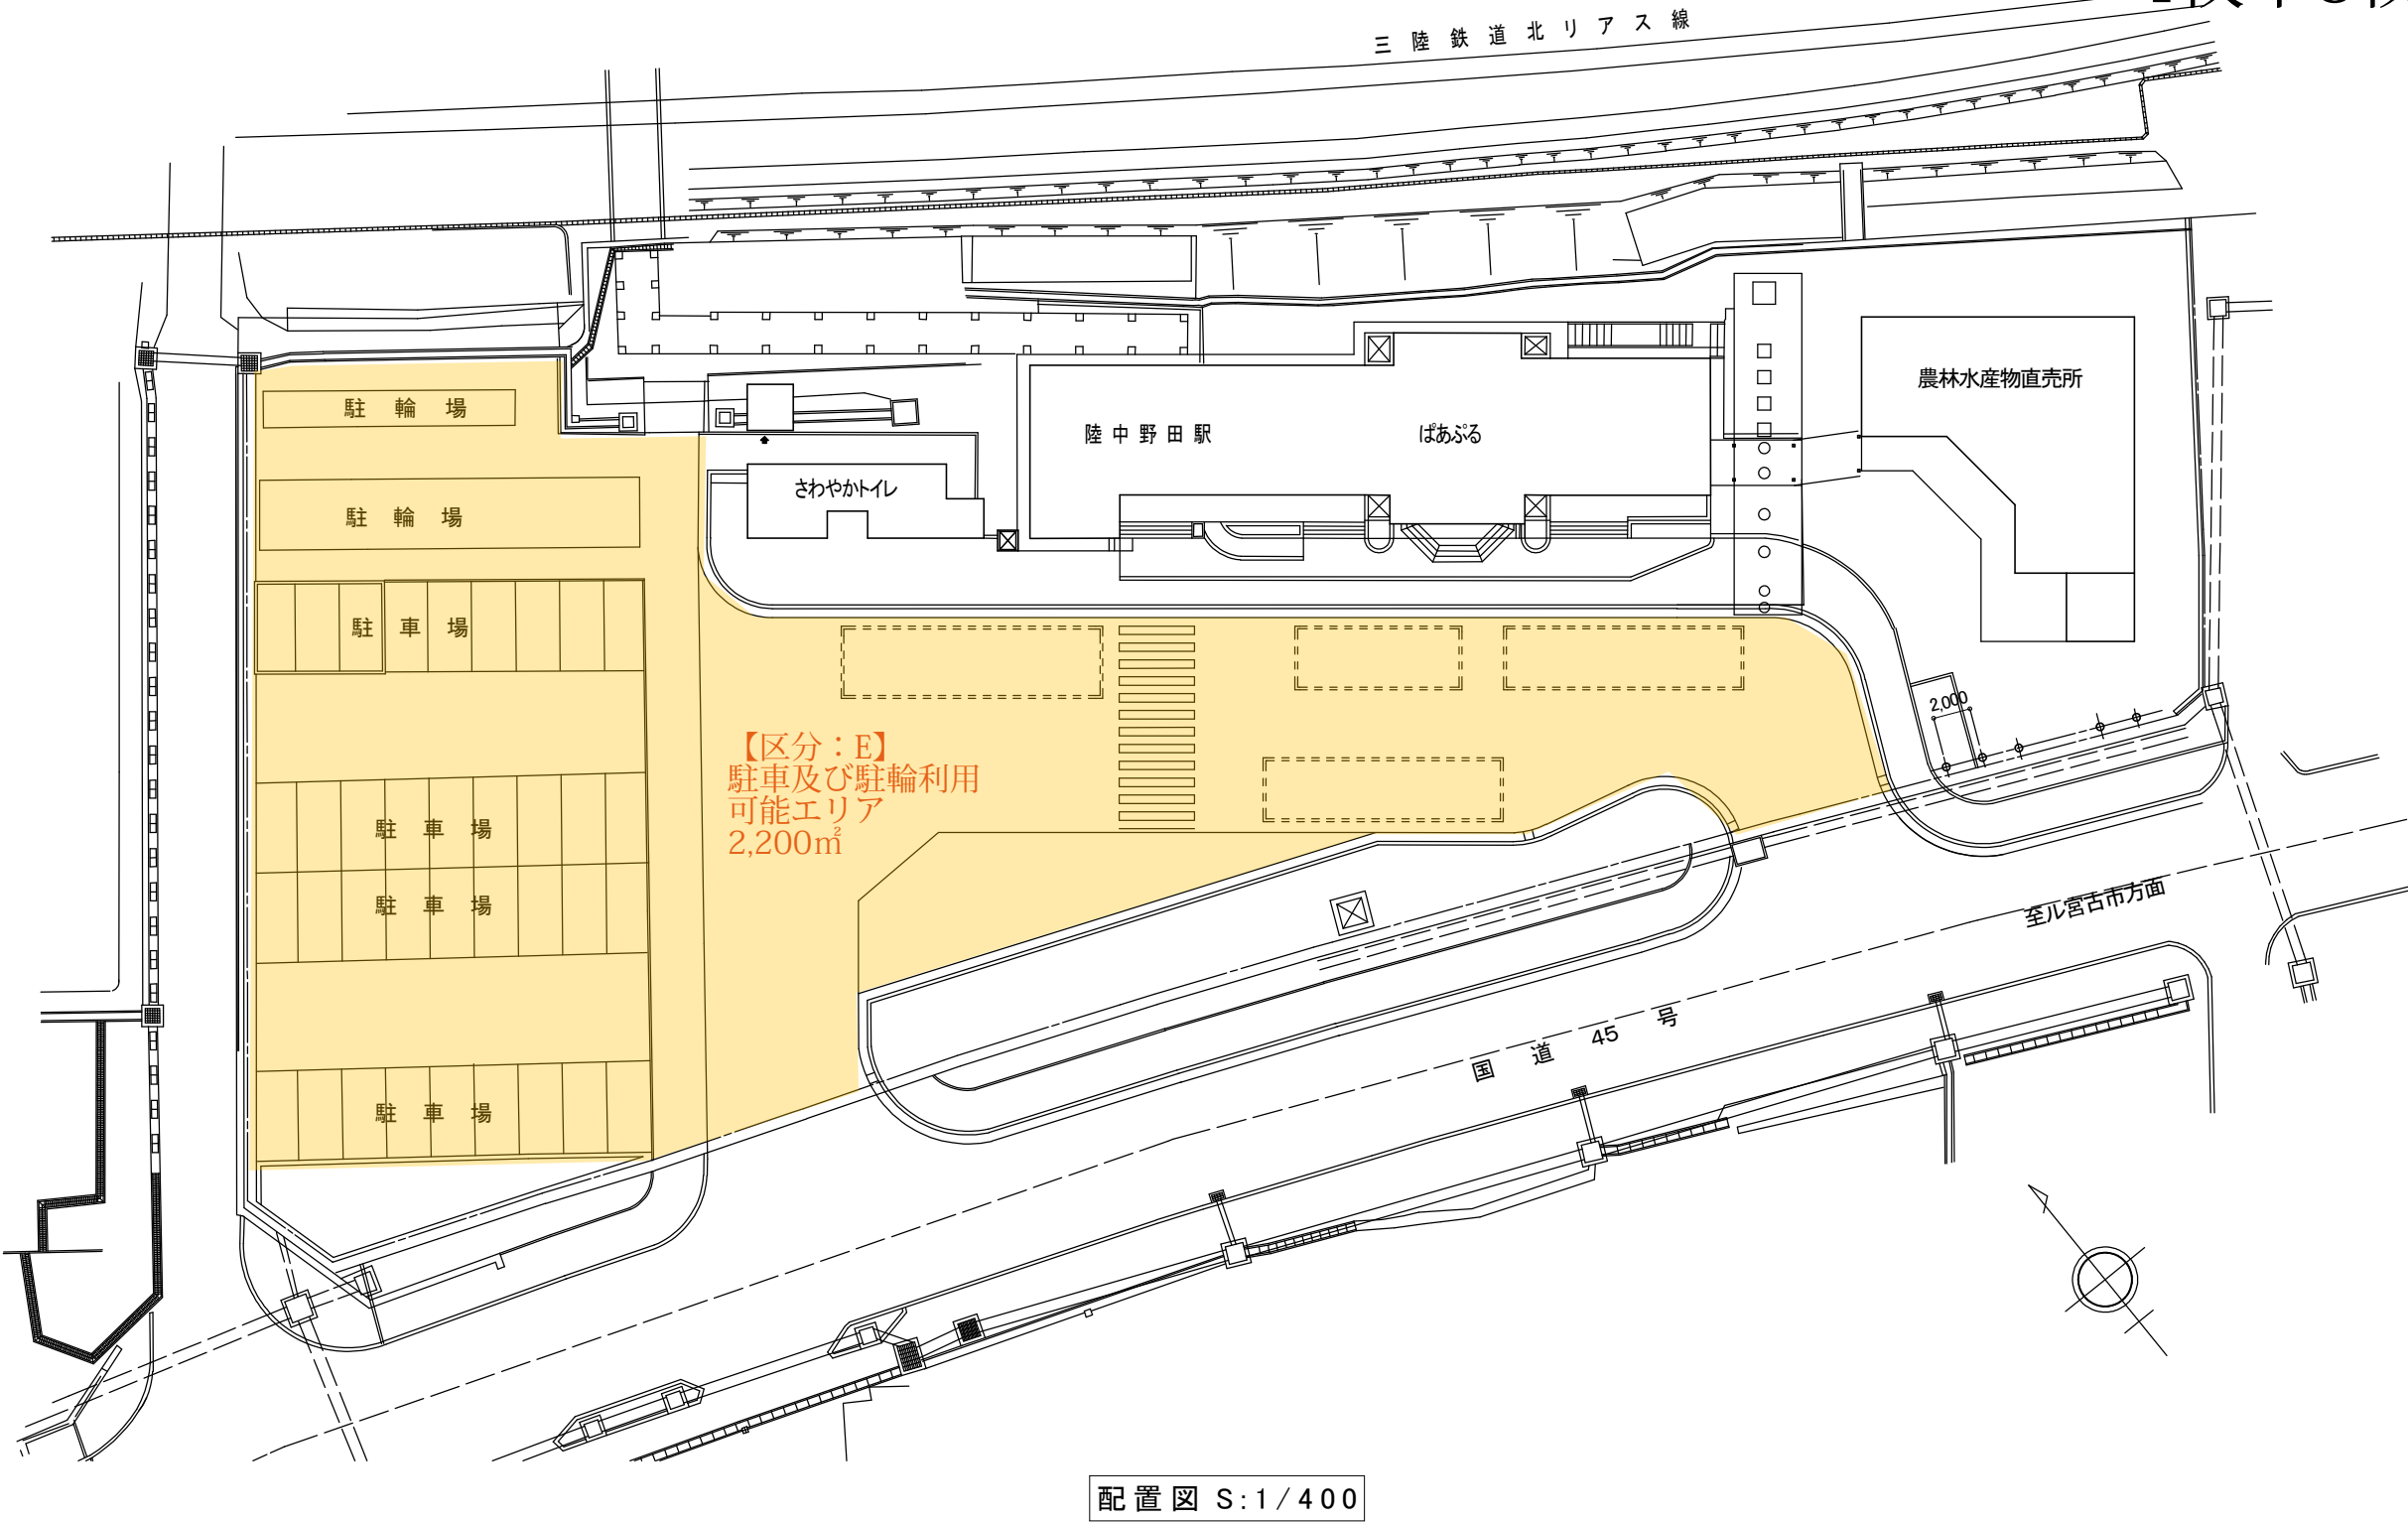 三陸鉄道北リアス線
農林水産物直売所
駐輪場
陸中野田駅
ぱあぷる
さわやかトイレ
駐輪場
駐車場
2,000
【区分：E】
駐車及び駐輪利用
可能エリア
2,200㎡
駐車場
駐車場
至ル宮古市方面
国道45号
駐車場
配置図 S:1/400